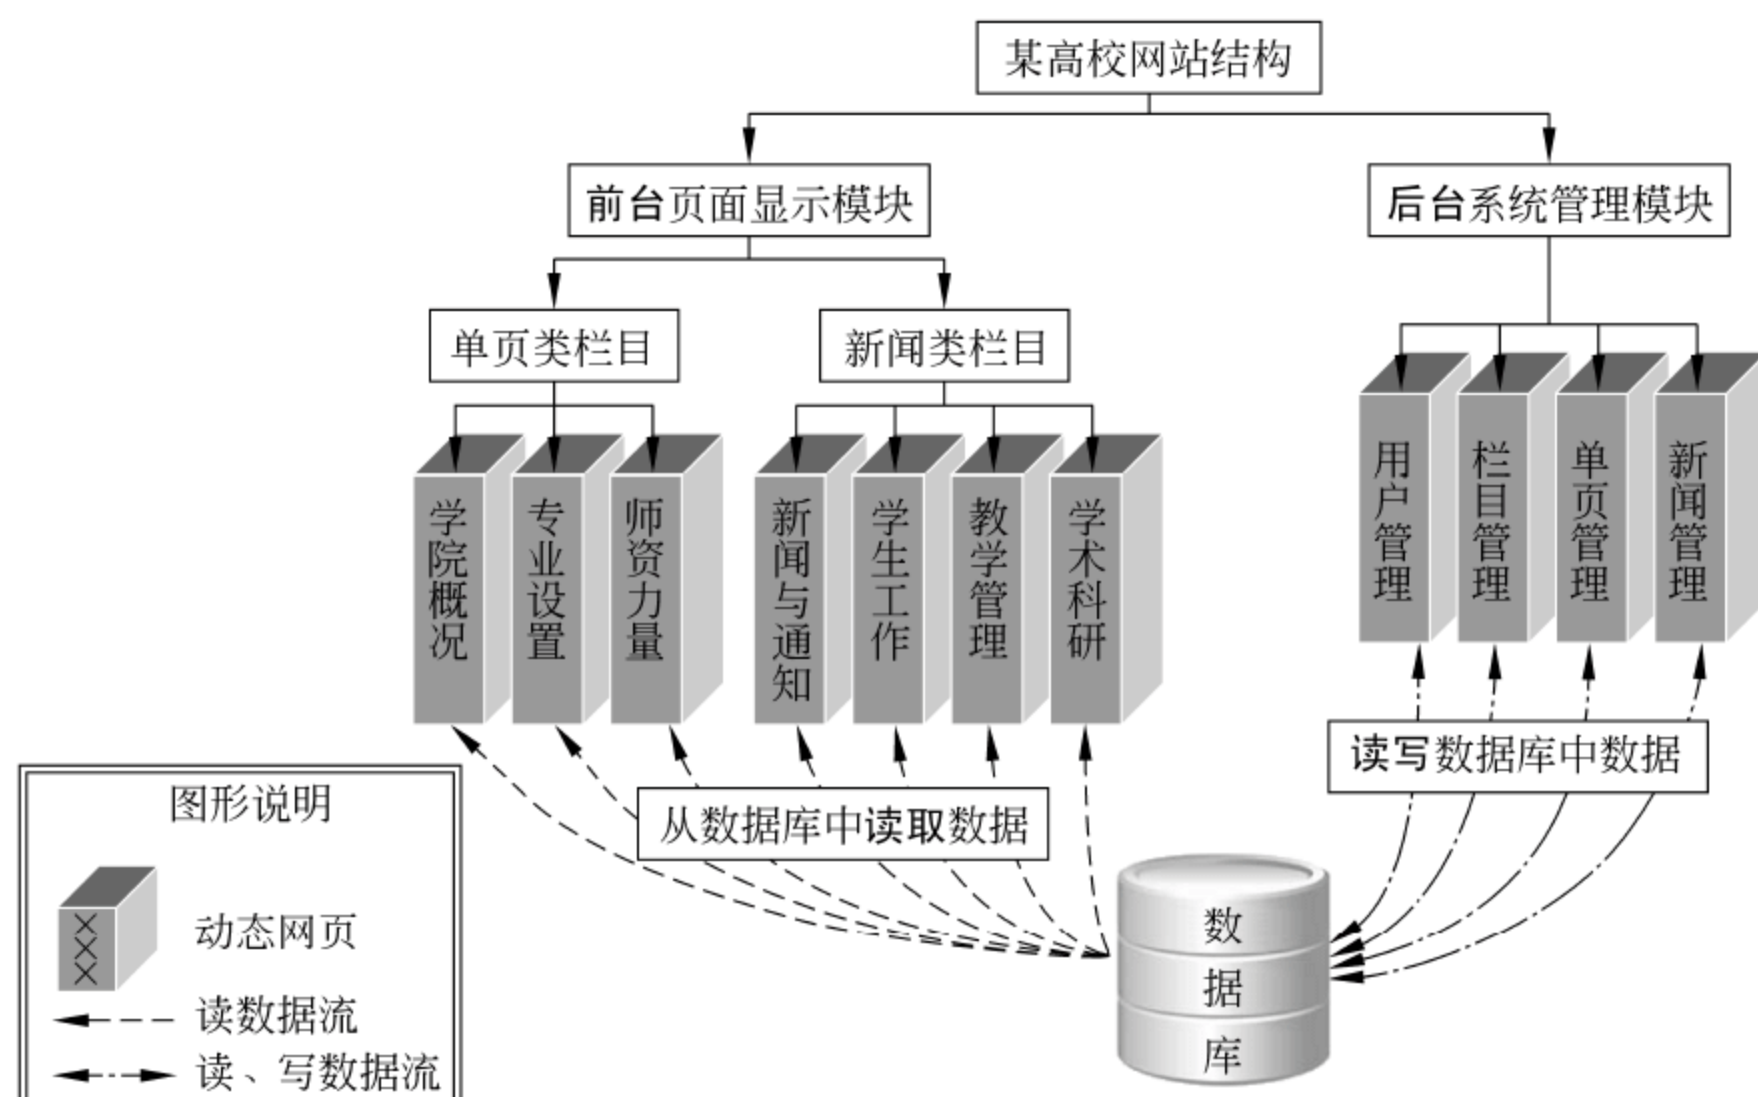 某高校网站结构
前台页面显示模块
后台系统管理模块
单页类栏目
新闻类栏目
学院概况
专业设置
师资力量
新闻与通知
学生工作
教学管理
学术科研
用户管理
栏目管理
单页管理
新闻管理
从数据库中读取数据
读写数据库中数据
数据库
图形说明
×××
动态网页
读数据流
读、写数据流